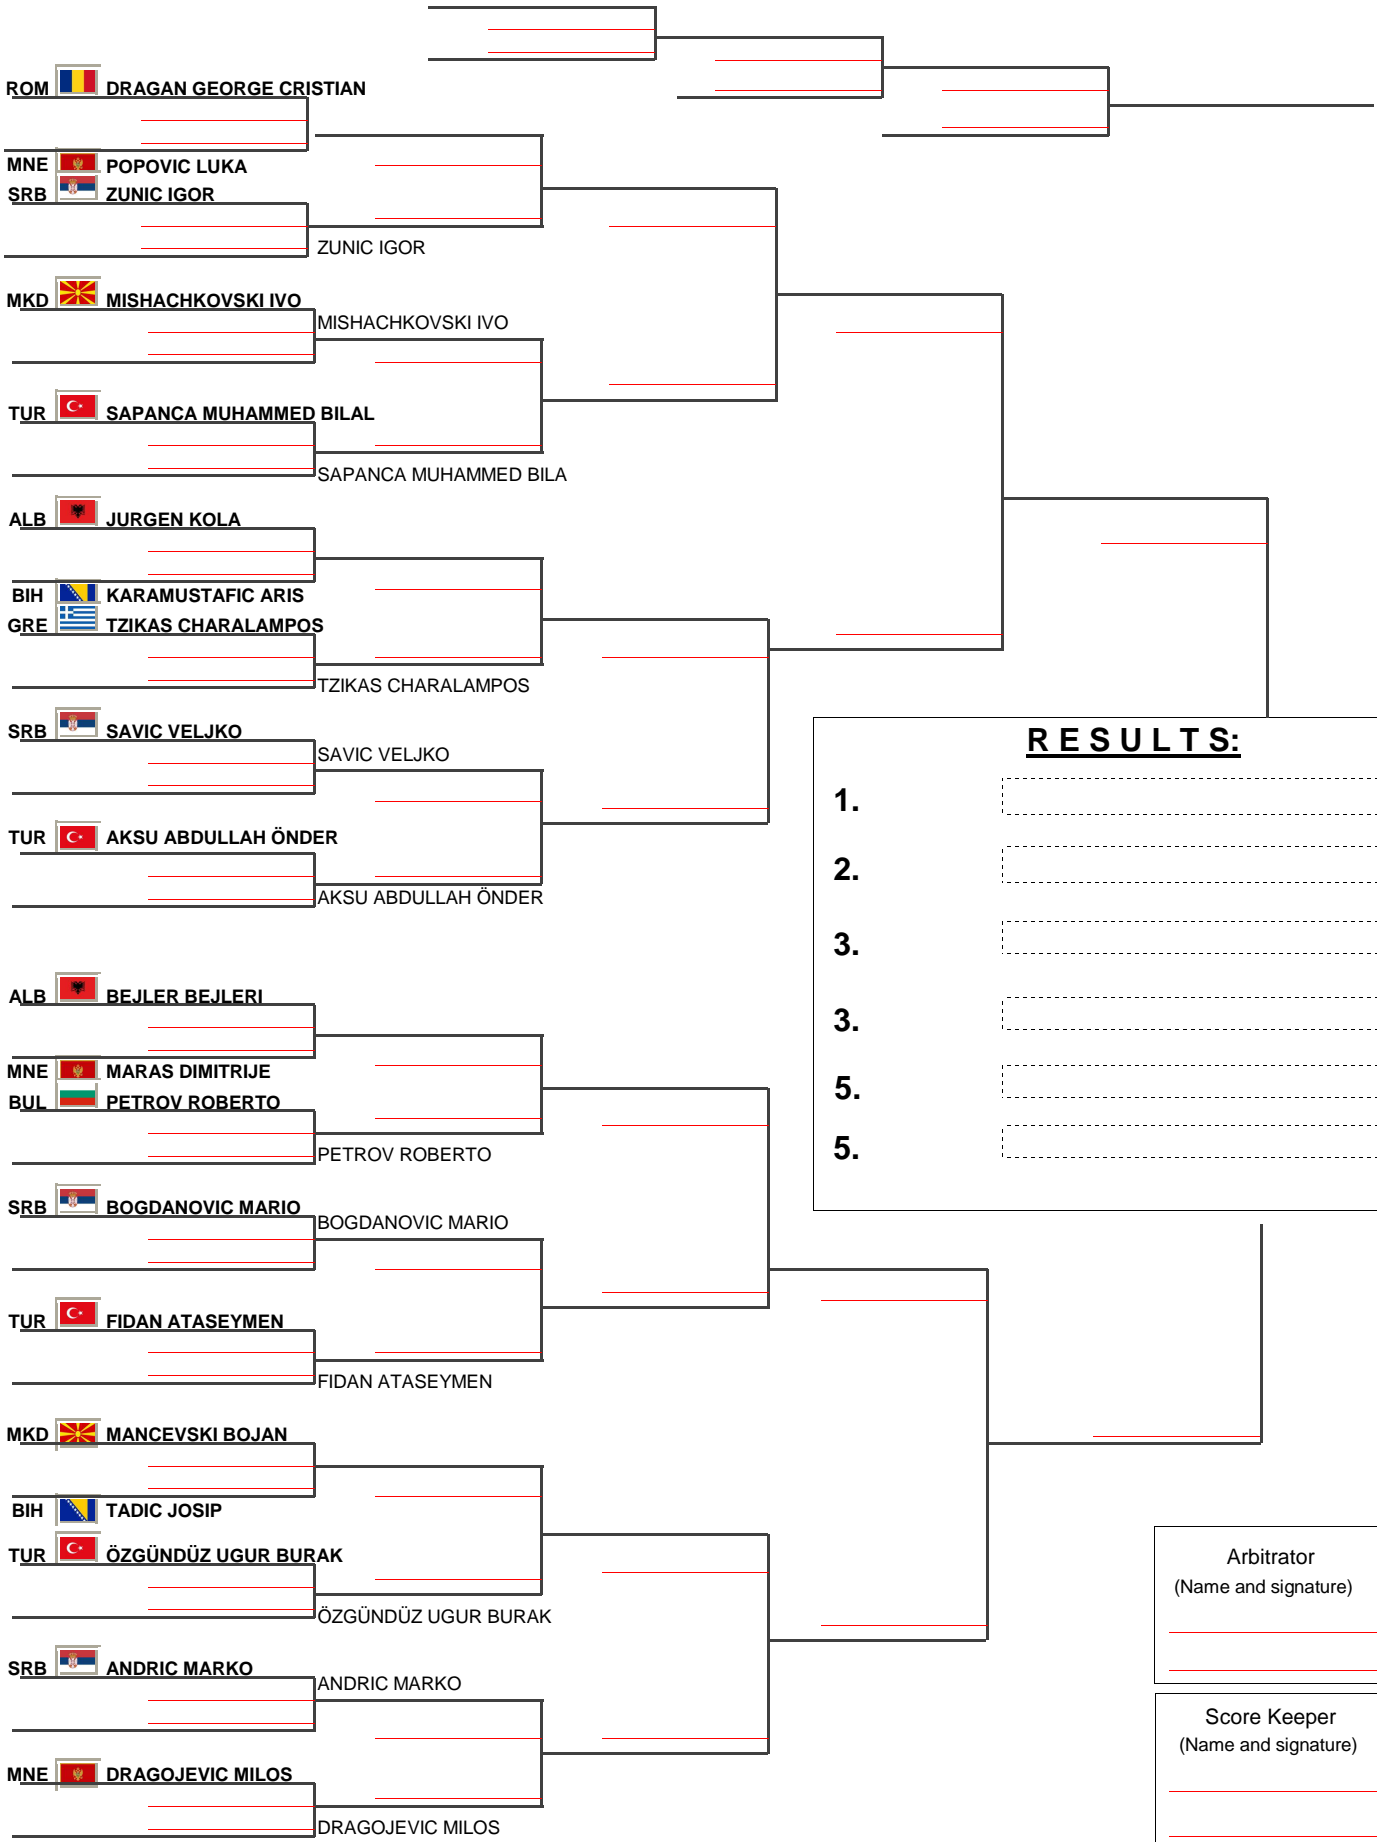 ROM DRAGAN GEORGE CRISTIAN
MNE POPOVIC LUKA
SRB ZUNIC IGOR
ZUNIC IGOR
MKD MISHACHKOVSKI IVO
MISHACHKOVSKI IVO
TUR SAPANCA MUHAMMED BILAL
SAPANCA MUHAMMED BILA
ALB JURGEN KOLA
BIH KARAMUSTAFIC ARIS
GRE TZIKAS CHARALAMPOS
TZIKAS CHARALAMPOS
SRB SAVIC VELJKO
SAVIC VELJKO
TUR AKSU ABDULLAH ÖNDER
AKSU ABDULLAH ÖNDER
RESULTS:
1.
2.
3.
3.
5.
5.
ALB BEJLER BEJLERI
MNE MARAS DIMITRIJE
BUL PETROV ROBERTO
PETROV ROBERTO
SRB BOGDANOVIC MARIO
BOGDANOVIC MARIO
TUR FIDAN ATASEYMEN
FIDAN ATASEYMEN
MKD MANCEVSKI BOJAN
BIH TADIC JOSIP
TUR ÖZGÜNDÜZ UGUR BURAK
ÖZGÜNDÜZ UGUR BURAK
SRB ANDRIC MARKO
ANDRIC MARKO
MNE DRAGOJEVIC MILOS
DRAGOJEVIC MILOS
Arbitrator
(Name and signature)
Score Keeper
(Name and signature)